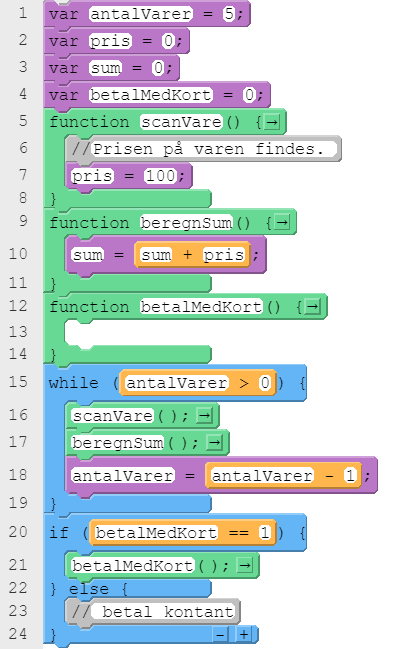 1 var antalVarer = 5;
2 var pris = 0;
3 var sum = 0;
4 var betalMedKort = 0;
5 function scanVare() {→
6 //Prisen på varen findes.
7 pris = 100;
8 }
9 function beregnSum() {→
10 sum = sum + pris;
11 }
12 function betalMedKort() {→
13
14 }
15 while (antalVarer > 0) {
16 scanVare(); →
17 beregnSum(); →
18 antalVarer = antalVarer - 1;
19 }
20 if (betalMedKort == 1) {
21 betalMedKort(); →
22 } else {
23 // betal kontant
24 } - +